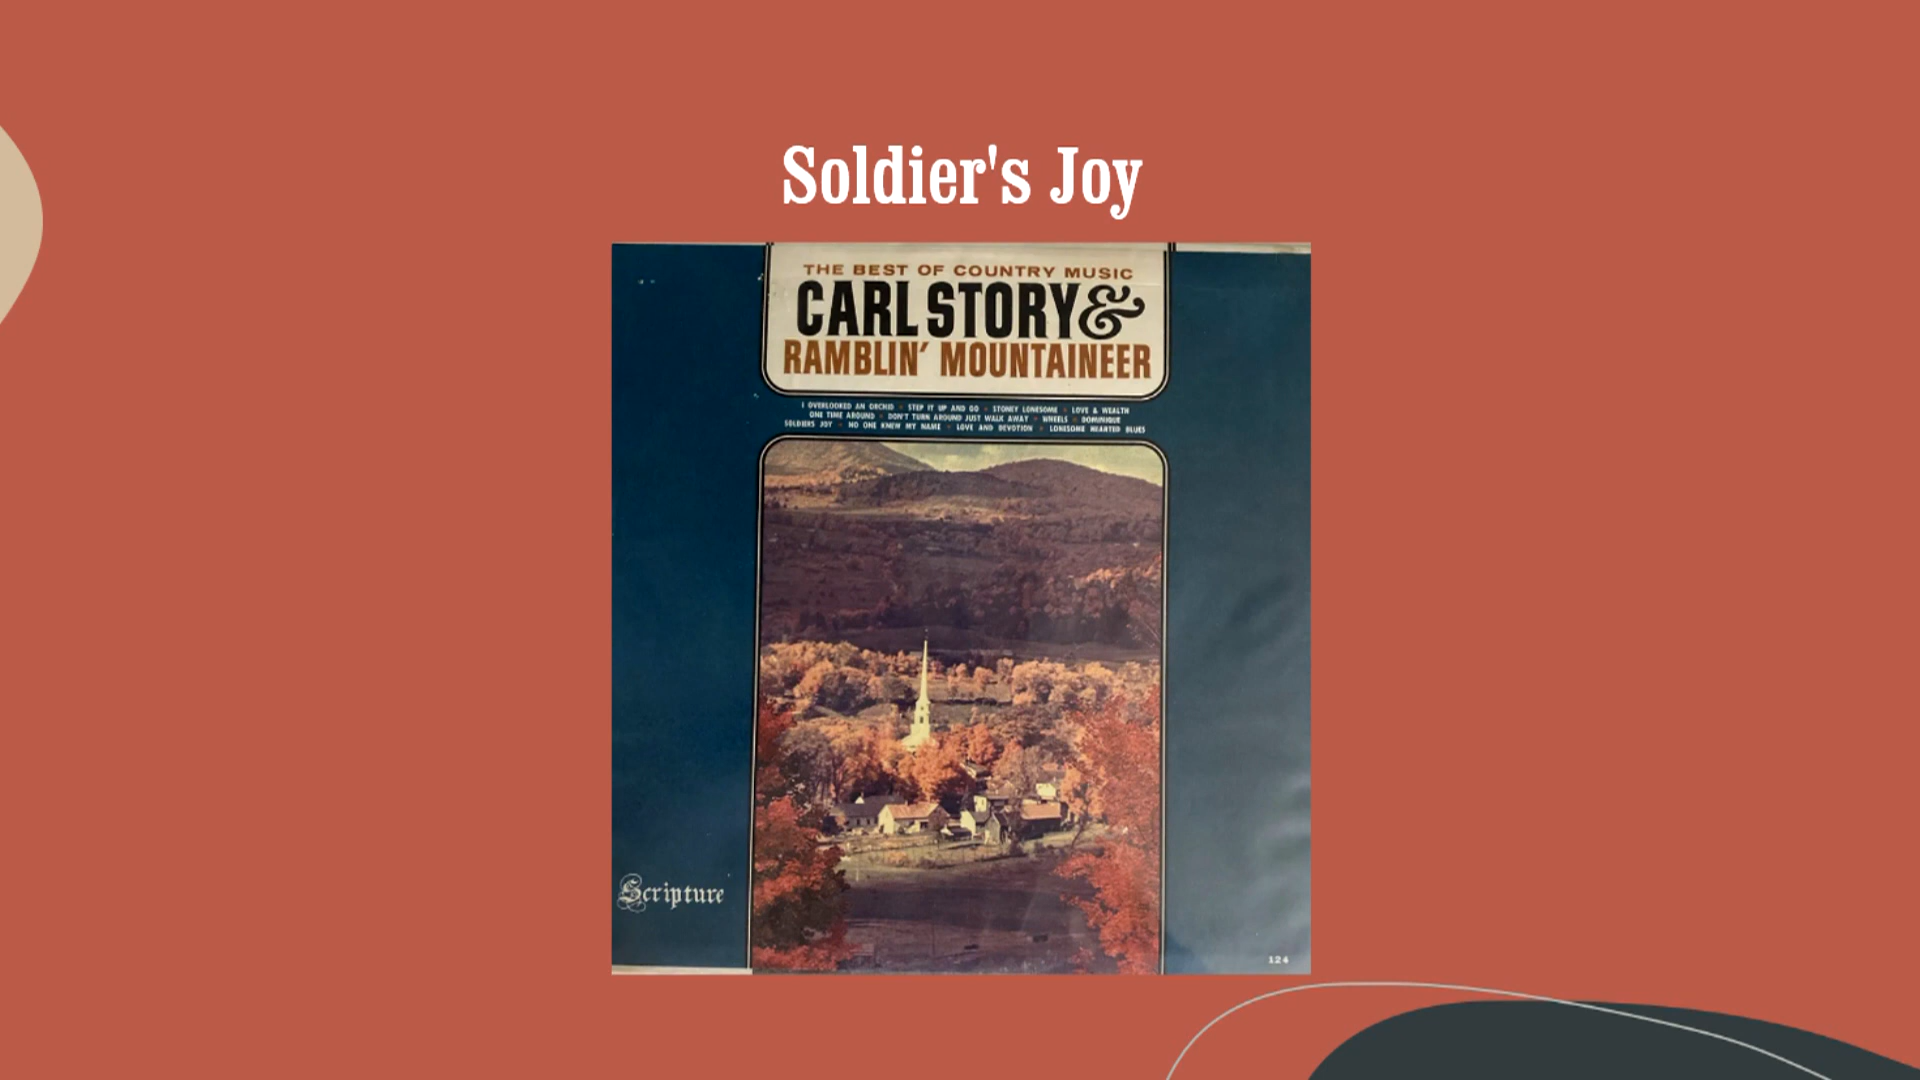 Soldier's Joy
THE BEST OF COUNTRY MUSIC
CARL STORY &
RAMBLIN' MOUNTAINEER
I OVERLOOKED AN ORCHID • STEP IT UP AND GO • STONEY LONESOME • LOVE & WEALTH
ONE TIME AROUND • DON'T TURN AROUND JUST WALK AWAY • WHEELS • DOMINIQUE
SOLDIERS JOY • NO ONE KNEW MY NAME • LOVE AND DEVOTION • LONESOME HEARTED BLUES
Scripture
124